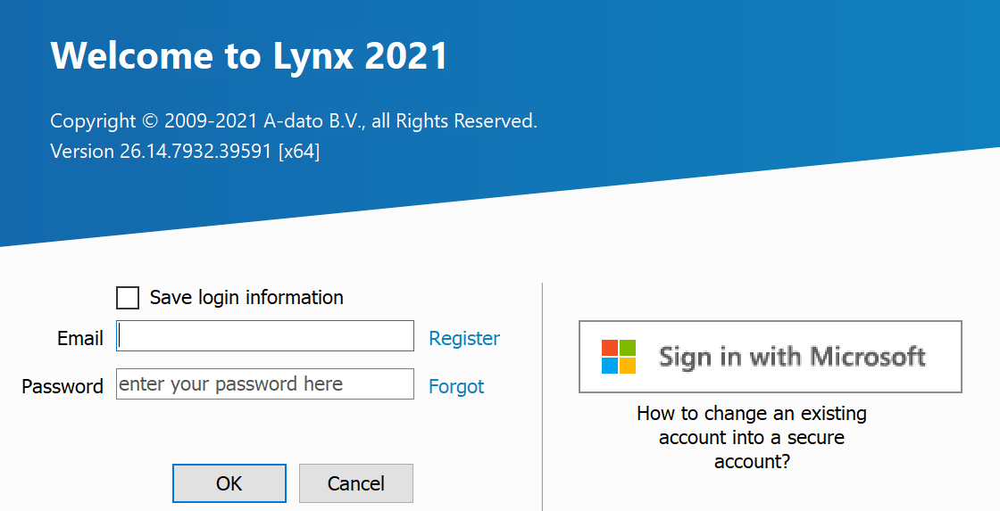 Welcome to Lynx 2021
Copyright © 2009-2021 A-dato B.V., all Rights Reserved.
Version 26.14.7932.39591 [x64]
Save login information
Email
Register
Password
enter your password here
Forgot
OK
Cancel
Sign in with Microsoft
How to change an existing
account into a secure
account?